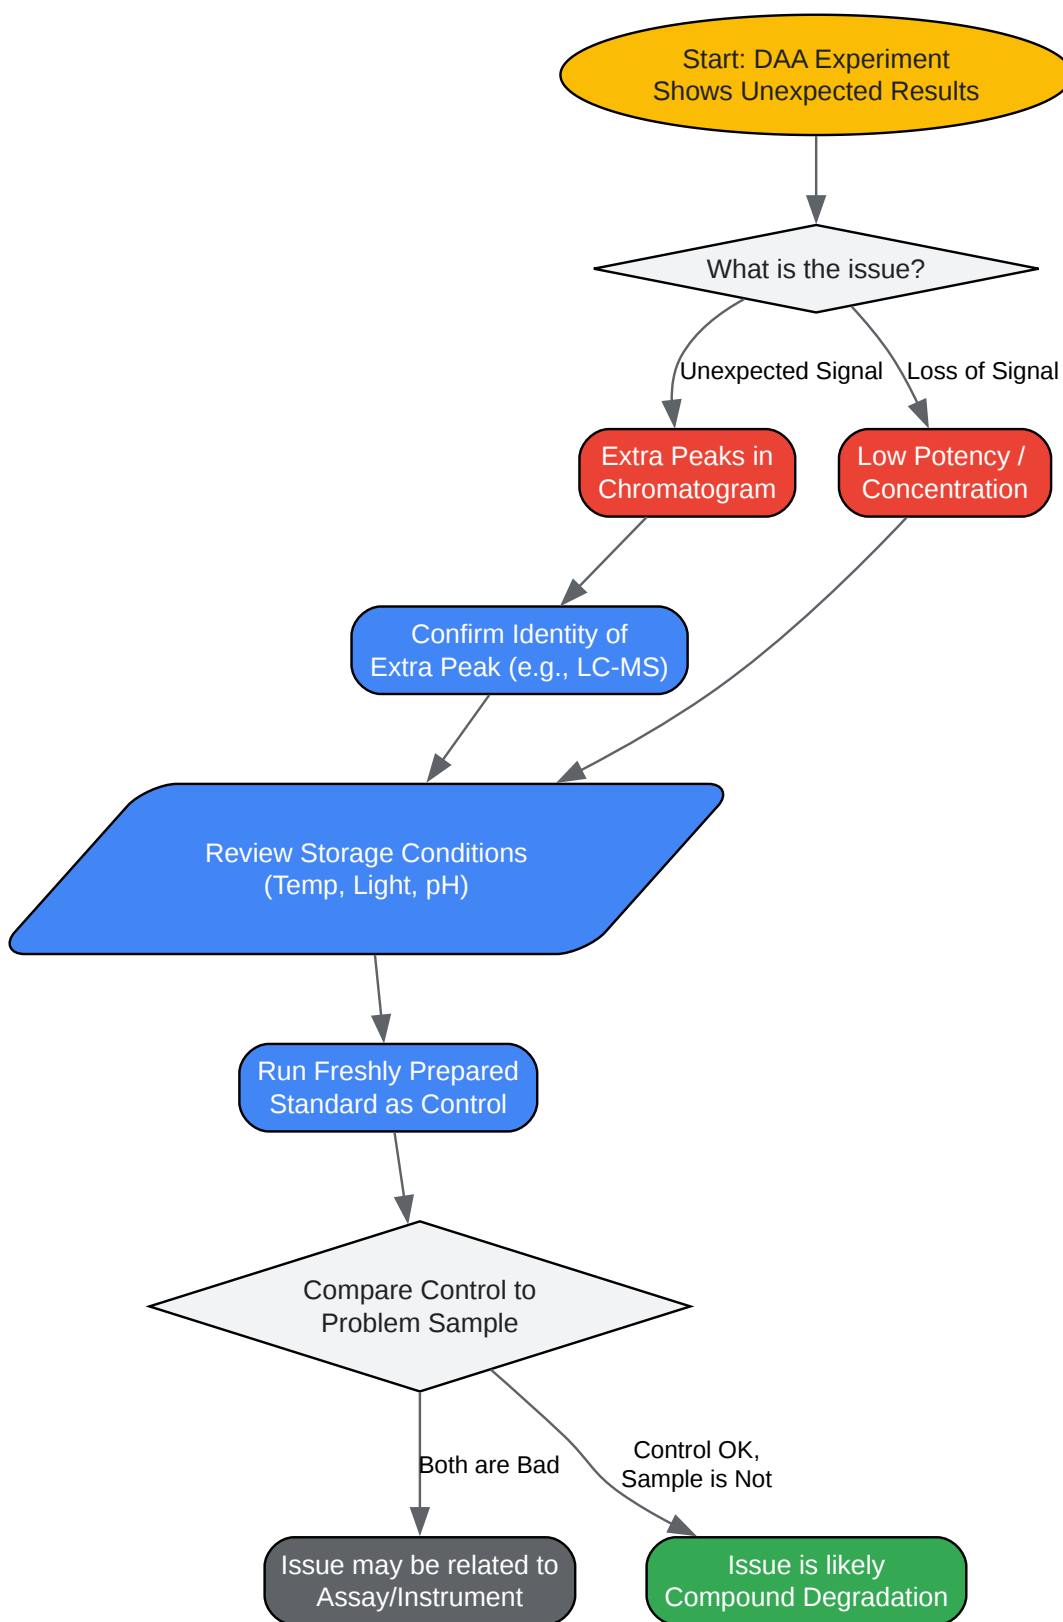 Start: DAA Experiment
Shows Unexpected Results
What is the issue?
Unexpected Signal
Loss of Signal
Extra Peaks in
Chromatogram
Low Potency /
Concentration
Confirm Identity of
Extra Peak (e.g., LC-MS)
Review Storage Conditions
(Temp, Light, pH)
Run Freshly Prepared
Standard as Control
Compare Control to
Problem Sample
Both are Bad
Control OK,
Sample is Not
Issue may be related to
Assay/Instrument
Issue is likely
Compound Degradation